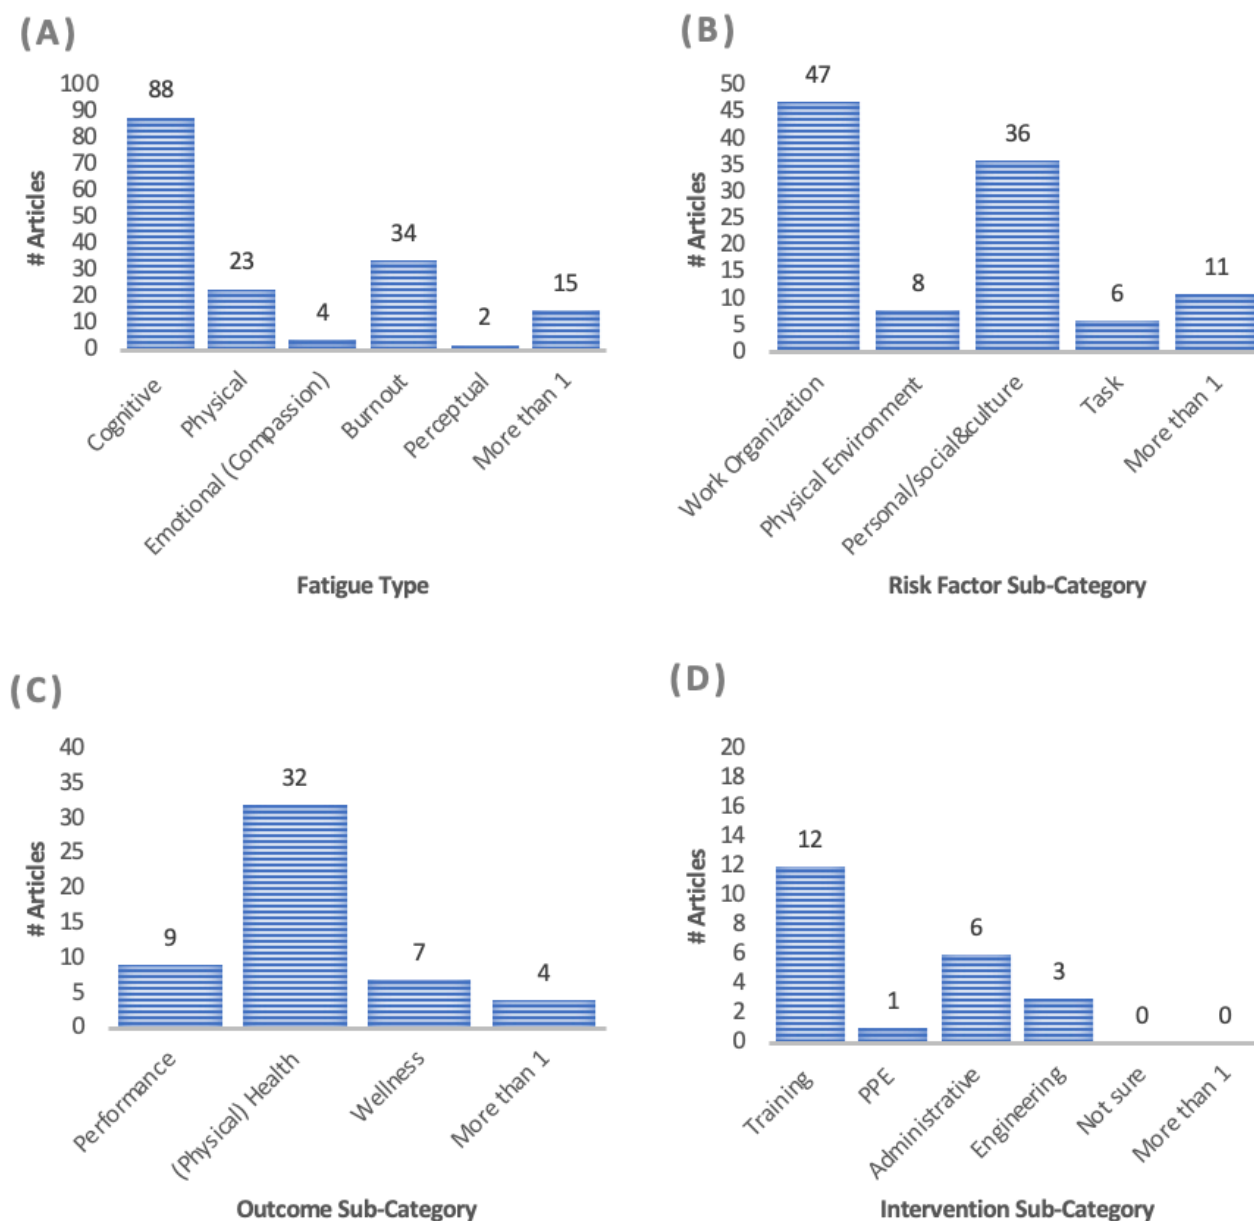 (A)
100
90
80
70
60
50
40
30
20
10
0
# Articles
88
23
4
34
2
15
Cognitive
Physical
Emotional (Compassion)
Burnout
Perceptual
More than 1
Fatigue Type
(B)
50
45
40
35
30
25
20
15
10
5
0
# Articles
47
8
36
6
11
Work Organization
Physical Environment
Personal/social&culture
Task
More than 1
Risk Factor Sub-Category
(C)
40
35
30
25
20
15
10
5
0
# Articles
9
32
7
4
Performance
(Physical) Health
Wellness
More than 1
Outcome Sub-Category
(D)
20
18
16
14
12
10
8
6
4
2
0
# Articles
12
1
6
3
0
0
Training
PPE
Administrative
Engineering
Not sure
More than 1
Intervention Sub-Category